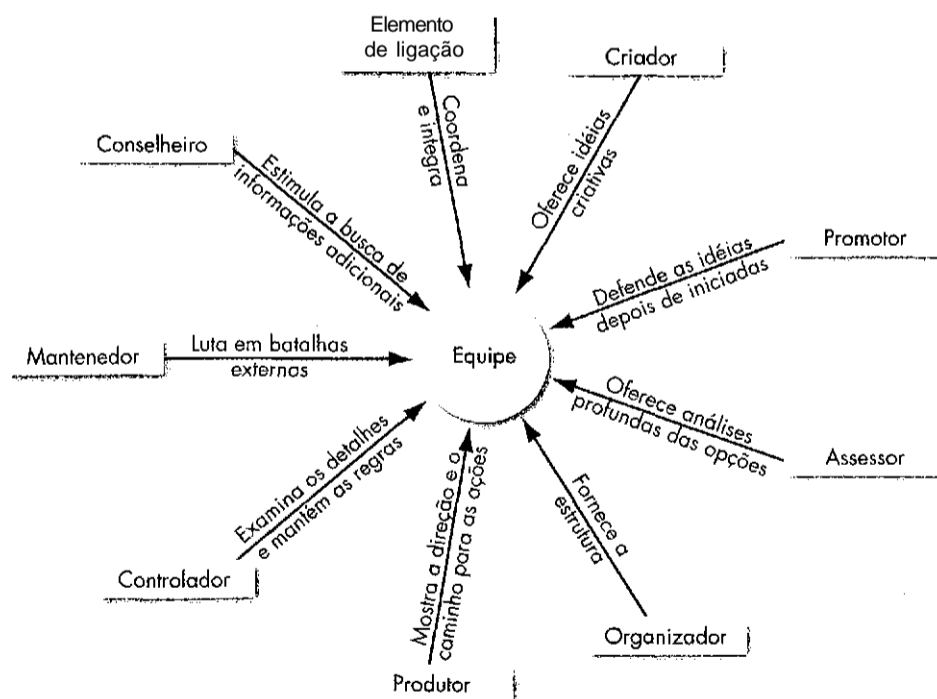 Elemento
de ligação
Coordena
e integra
Criador
Oferece idéias
criativas
Promotor
Defende as idéias
depois de iniciadas
Assessor
Oferece análises
profundas das opções
Organizador
Fornece a
estrutura
Produtor
Mostra a direção e o
caminho para as ações
Controlador
Examina os detalhes
e mantém as regras
Mantenedor
Luta em batalhas
externas
Conselheiro
Estimula a busca de
informações adicionais
Equipe